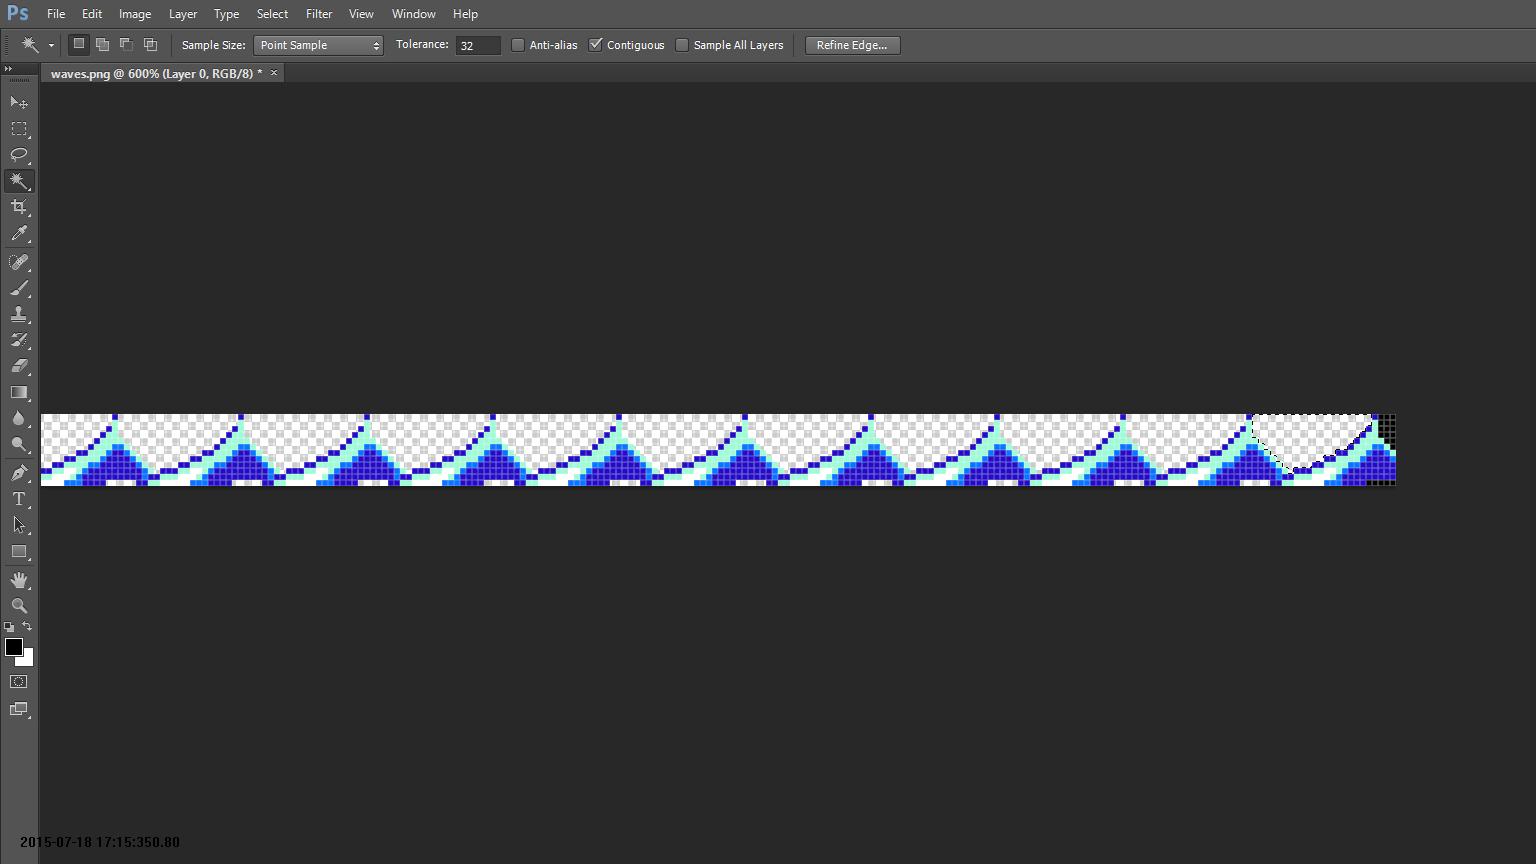 Ps File Edit Image Layer Type Select Filter View Window Help
Sample Size: Point Sample Tolerance: 32 Anti-alias Contiguous Sample All Layers Refine Edge...
waves.png @ 600% (Layer 0, RGB/8) * ×
T
2015-07-18 17:15:350.80